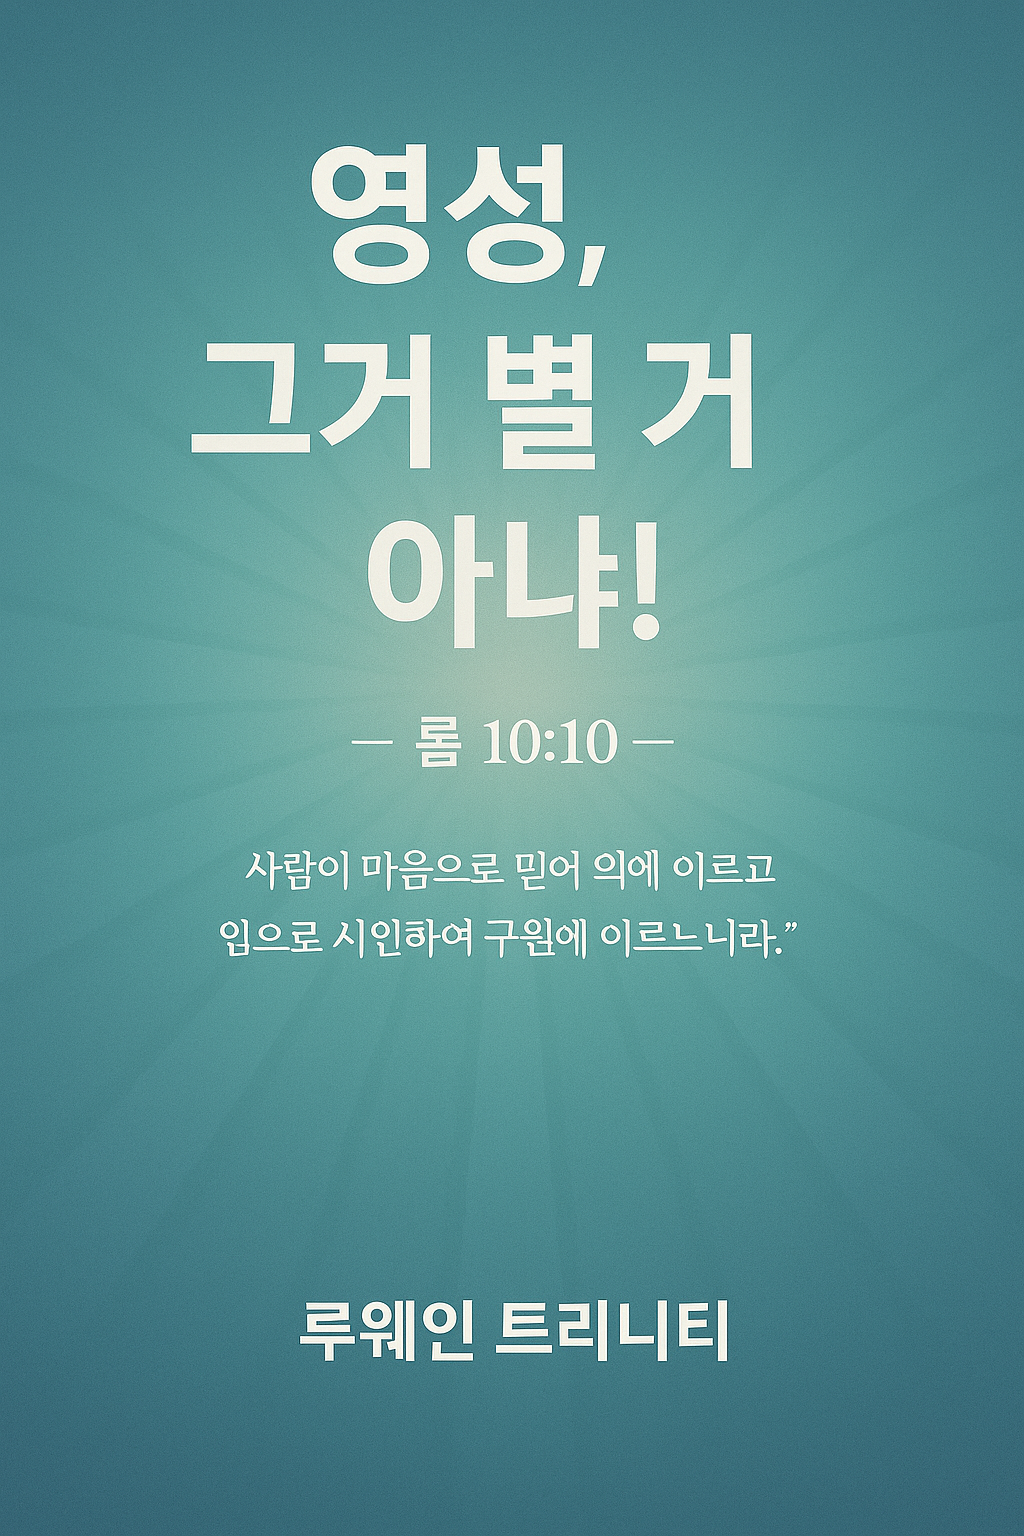 영성,
그거 별 거
아냐!
— 롬 10:10 —
사람이 마음으로 믿어 의에 이르고
입으로 시인하여 구원에 이르느니라.”
루웨인 트리니티